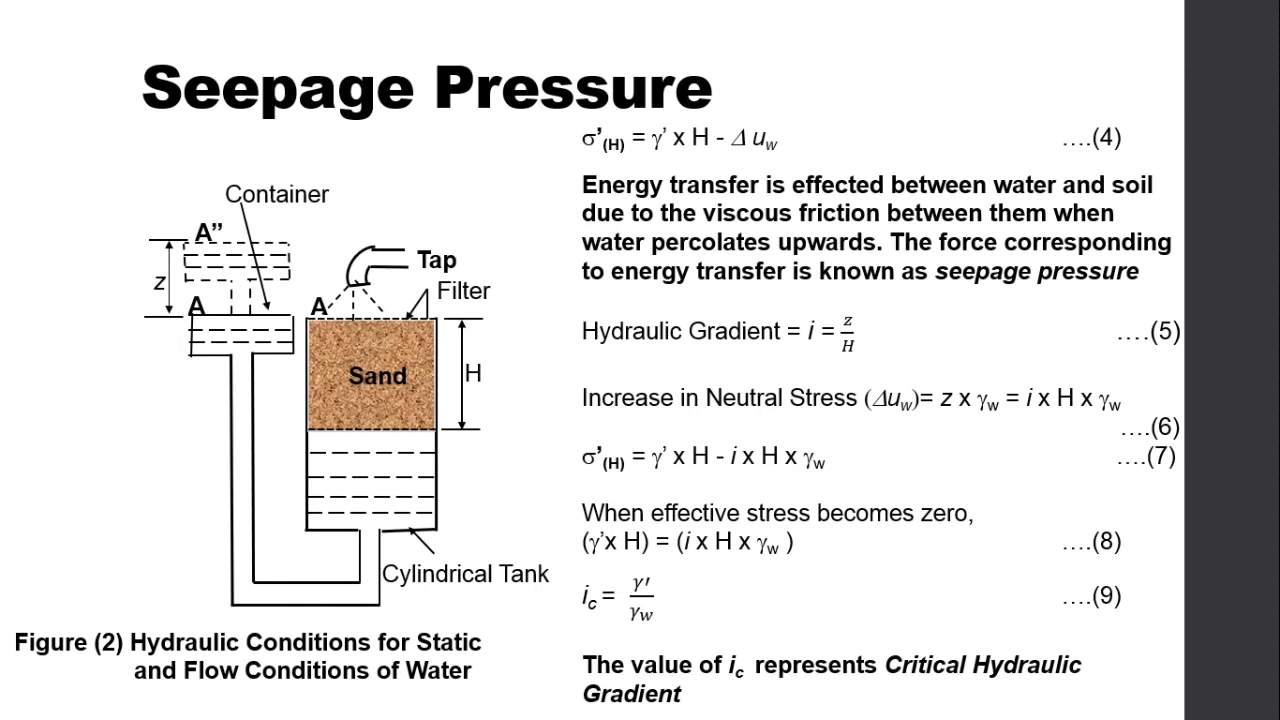 Seepage Pressure
σ’(H) = γ’ x H - Δ uw ….(4)
Energy transfer is effected between water and soil
due to the viscous friction between them when
water percolates upwards. The force corresponding
to energy transfer is known as seepage pressure
Hydraulic Gradient = i = z/H ….(5)
Increase in Neutral Stress (Δuw)= z x γw = i x H x γw
….(6)
σ’(H) = γ’ x H - i x H x γw ….(7)
When effective stress becomes zero,
(γ’x H) = (i x H x γw ) ….(8)
ic = γ′/γw ….(9)
The value of ic represents Critical Hydraulic
Gradient
Container
A”
z
A
A
Tap
Filter
Sand
H
Cylindrical Tank
Figure (2) Hydraulic Conditions for Static
and Flow Conditions of Water